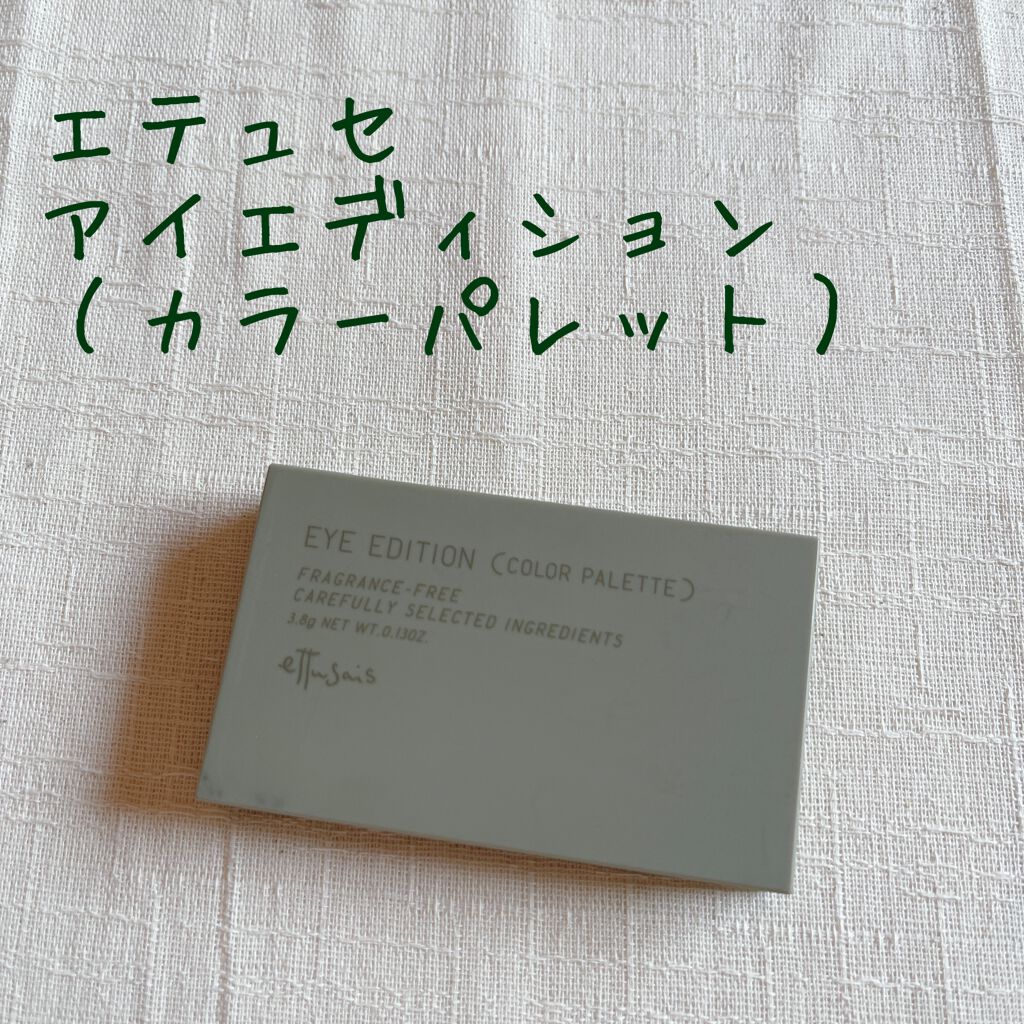 エテュセ
アイエディション
（カラーパレット）
EYE EDITION (COLOR PALETTE)
FRAGRANCE-FREE
CAREFULLY SELECTED INGREDIENTS
3.8g NET WT.0.13OZ.
ettusais